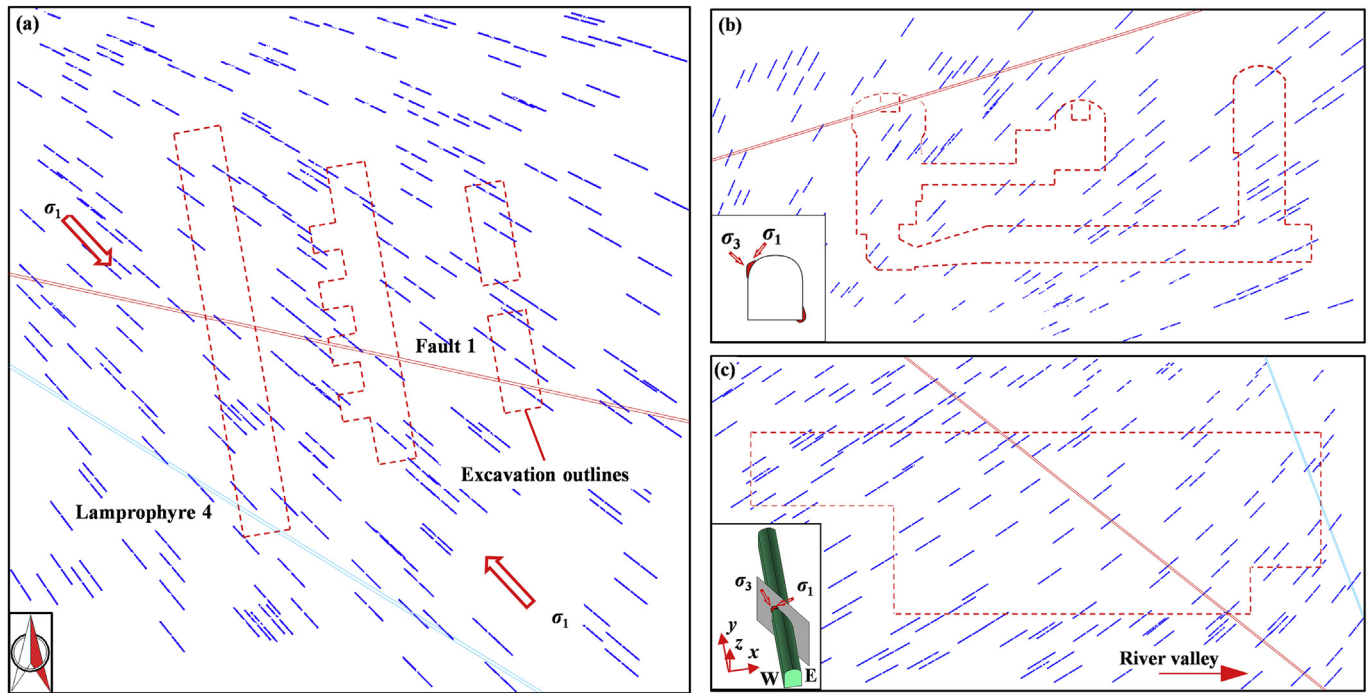 (a)
σ₁
Fault 1
Excavation outlines
Lamprophyre 4
σ₁
(b)
σ₃
σ₁
(c)
σ₃
σ₁
y
z
x
W
E
River valley